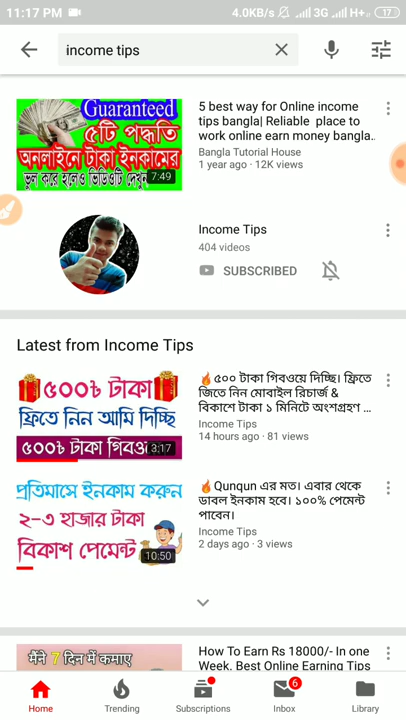 11:17 PM
4.0KB/s
3G
H+
17
income tips
Guaranteed
৫টি পদ্ধতি
অনলাইনে টাকা ইনকামের
ভুল করে হলেও ভিডিওটি দেখুন
7:49
5 best way for Online income
tips bangla| Reliable place to
work online earn money bangla..
Bangla Tutorial House
1 year ago · 12K views
Income Tips
404 videos
SUBSCRIBED
Latest from Income Tips
৫০০৳ টাকা
ফ্রিতে নিন আমি দিচ্ছি
৫০০৳ টাকা গিবও
3:17
🔥৫০০ টাকা গিবওয়ে দিচ্ছি। ফ্রিতে
জিতে নিন মোবাইল রিচার্জ &
বিকাশে টাকা ১ মিনিটে অংশগ্রহণ ...
Income Tips
14 hours ago · 81 views
প্রতিমাসে ইনকাম করুন
২-৩ হাজার টাকা
বিকাশ পেমেন্ট
10:50
🔥Qunqun এর মত। এবার থেকে
ডাবল ইনকাম হবে। ১০০% পেমেন্ট
পাবেন।
Income Tips
2 days ago · 3 views
मैंने 7 दिन में कमाए
How To Earn Rs 18000/- In one
Week. Best Online Earning Tips
Home
Trending
Subscriptions
6
Inbox
Library